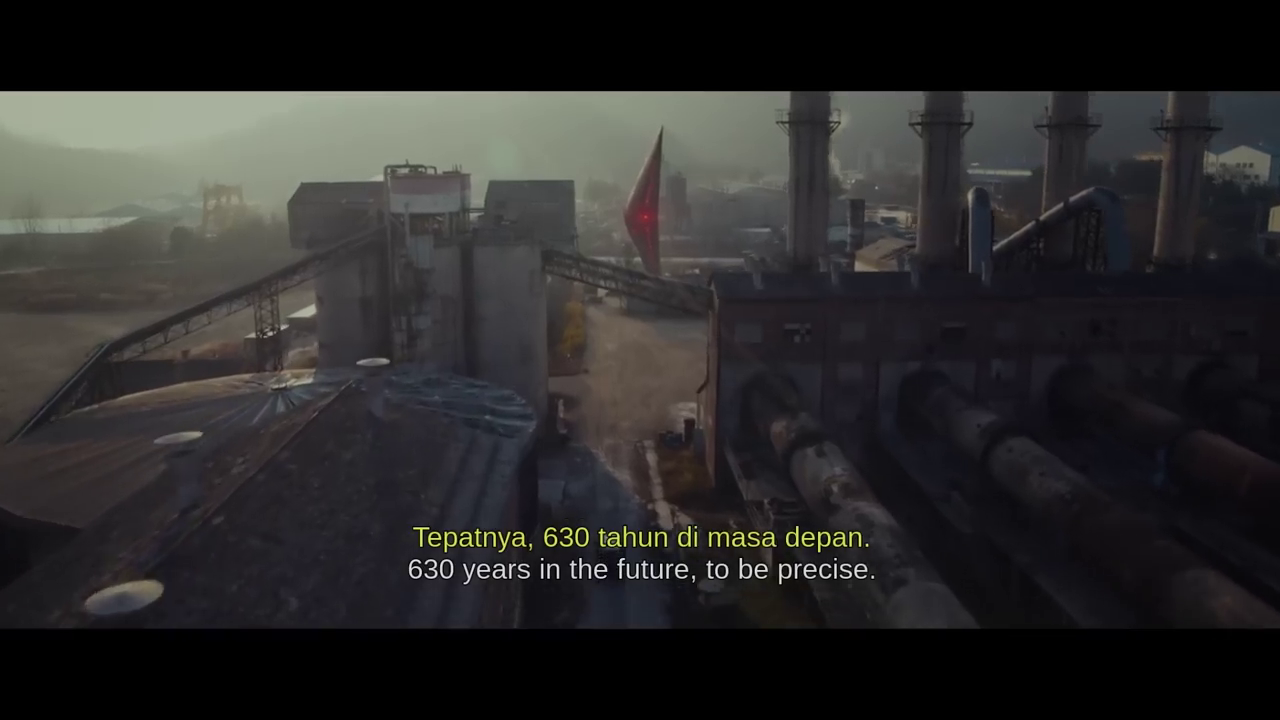 Tepatnya, 630 tahun di masa depan.
630 years in the future, to be precise.